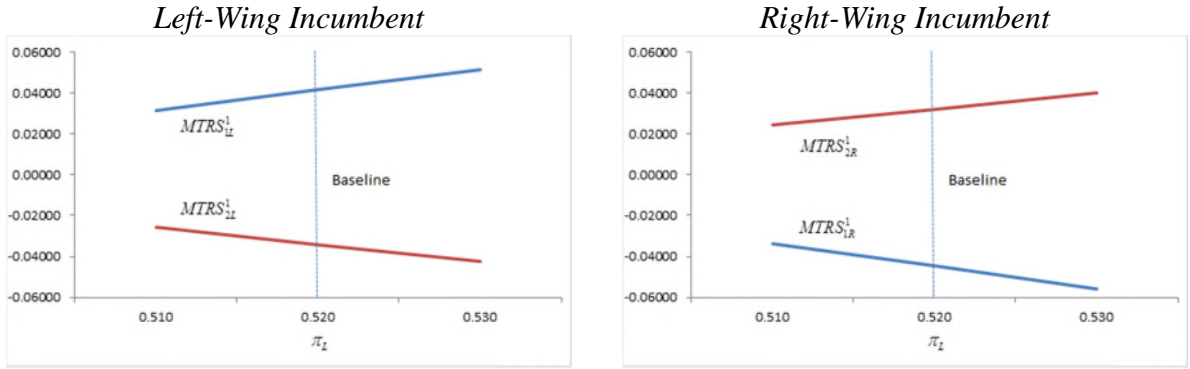 Left-Wing Incumbent
0.06000
0.04000
0.02000
0.00000
-0.02000
-0.04000
-0.06000
MTRS¹₁L
Baseline
MTRS¹₂L
0.510 0.520 0.530
π_L
Right-Wing Incumbent
0.06000
0.04000
0.02000
0.00000
-0.02000
-0.04000
-0.06000
MTRS¹₂R
Baseline
MTRS¹₁R
0.510 0.520 0.530
π_L